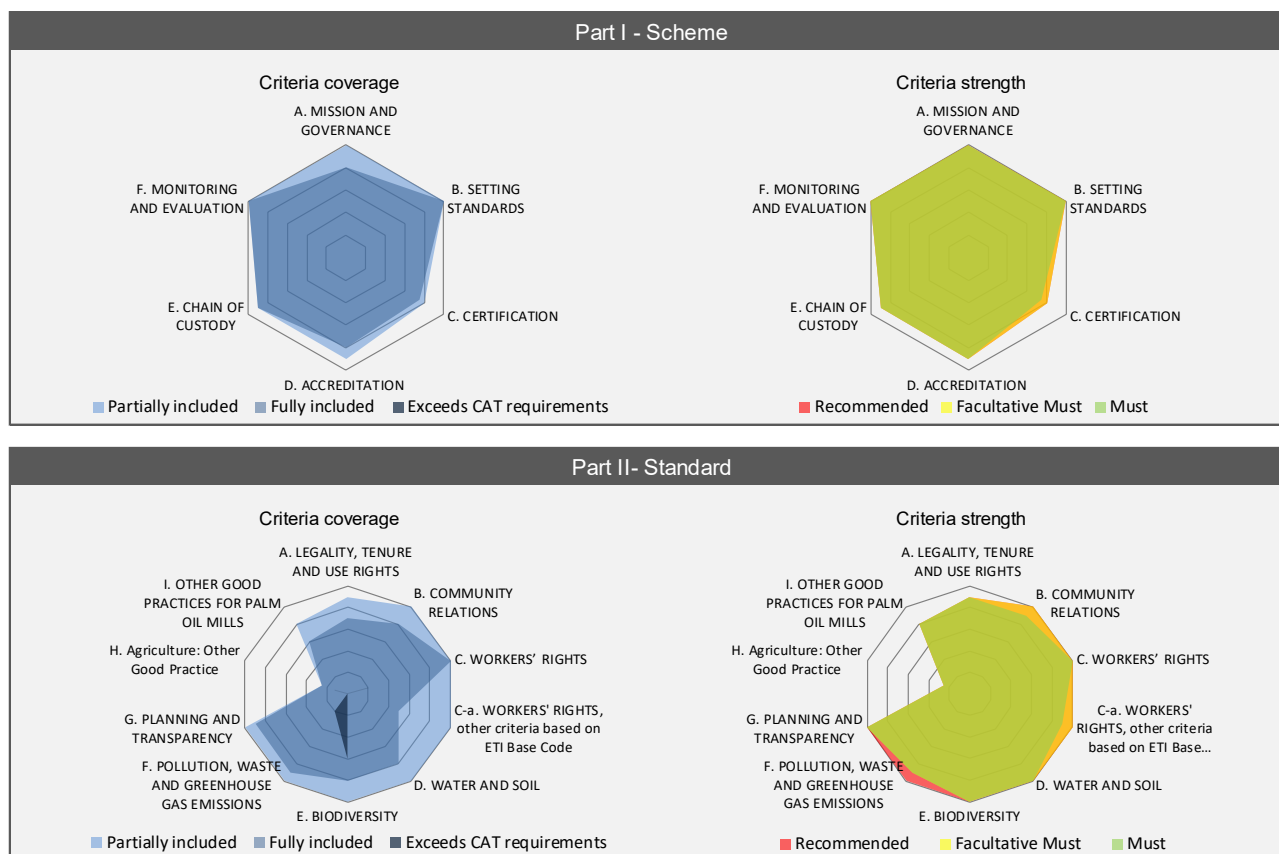 Part I - Scheme
Criteria coverage
A. MISSION AND
GOVERNANCE
B. SETTING
STANDARDS
C. CERTIFICATION
D. ACCREDITATION
E. CHAIN OF
CUSTODY
F. MONITORING
AND EVALUATION
Partially included
Fully included
Exceeds CAT requirements
Criteria strength
A. MISSION AND
GOVERNANCE
B. SETTING
STANDARDS
C. CERTIFICATION
D. ACCREDITATION
E. CHAIN OF
CUSTODY
F. MONITORING
AND EVALUATION
Recommended
Facultative Must
Must
Part II- Standard
Criteria coverage
A. LEGALITY, TENURE
AND USE RIGHTS
B. COMMUNITY
RELATIONS
C. WORKERS’ RIGHTS
C-a. WORKERS' RIGHTS,
other criteria based on
ETI Base Code
D. WATER AND SOIL
E. BIODIVERSITY
F. POLLUTION, WASTE
AND GREENHOUSE
GAS EMISSIONS
G. PLANNING AND
TRANSPARENCY
H. Agriculture: Other
Good Practice
I. OTHER GOOD
PRACTICES FOR PALM
OIL MILLS
Partially included
Fully included
Exceeds CAT requirements
Criteria strength
A. LEGALITY, TENURE
AND USE RIGHTS
B. COMMUNITY
RELATIONS
C. WORKERS’ RIGHTS
C-a. WORKERS'
RIGHTS, other criteria
based on ETI Base…
D. WATER AND SOIL
E. BIODIVERSITY
F. POLLUTION, WASTE
AND GREENHOUSE
GAS EMISSIONS
G. PLANNING AND
TRANSPARENCY
H. Agriculture: Other
Good Practice
I. OTHER GOOD
PRACTICES FOR PALM
OIL MILLS
Recommended
Facultative Must
Must